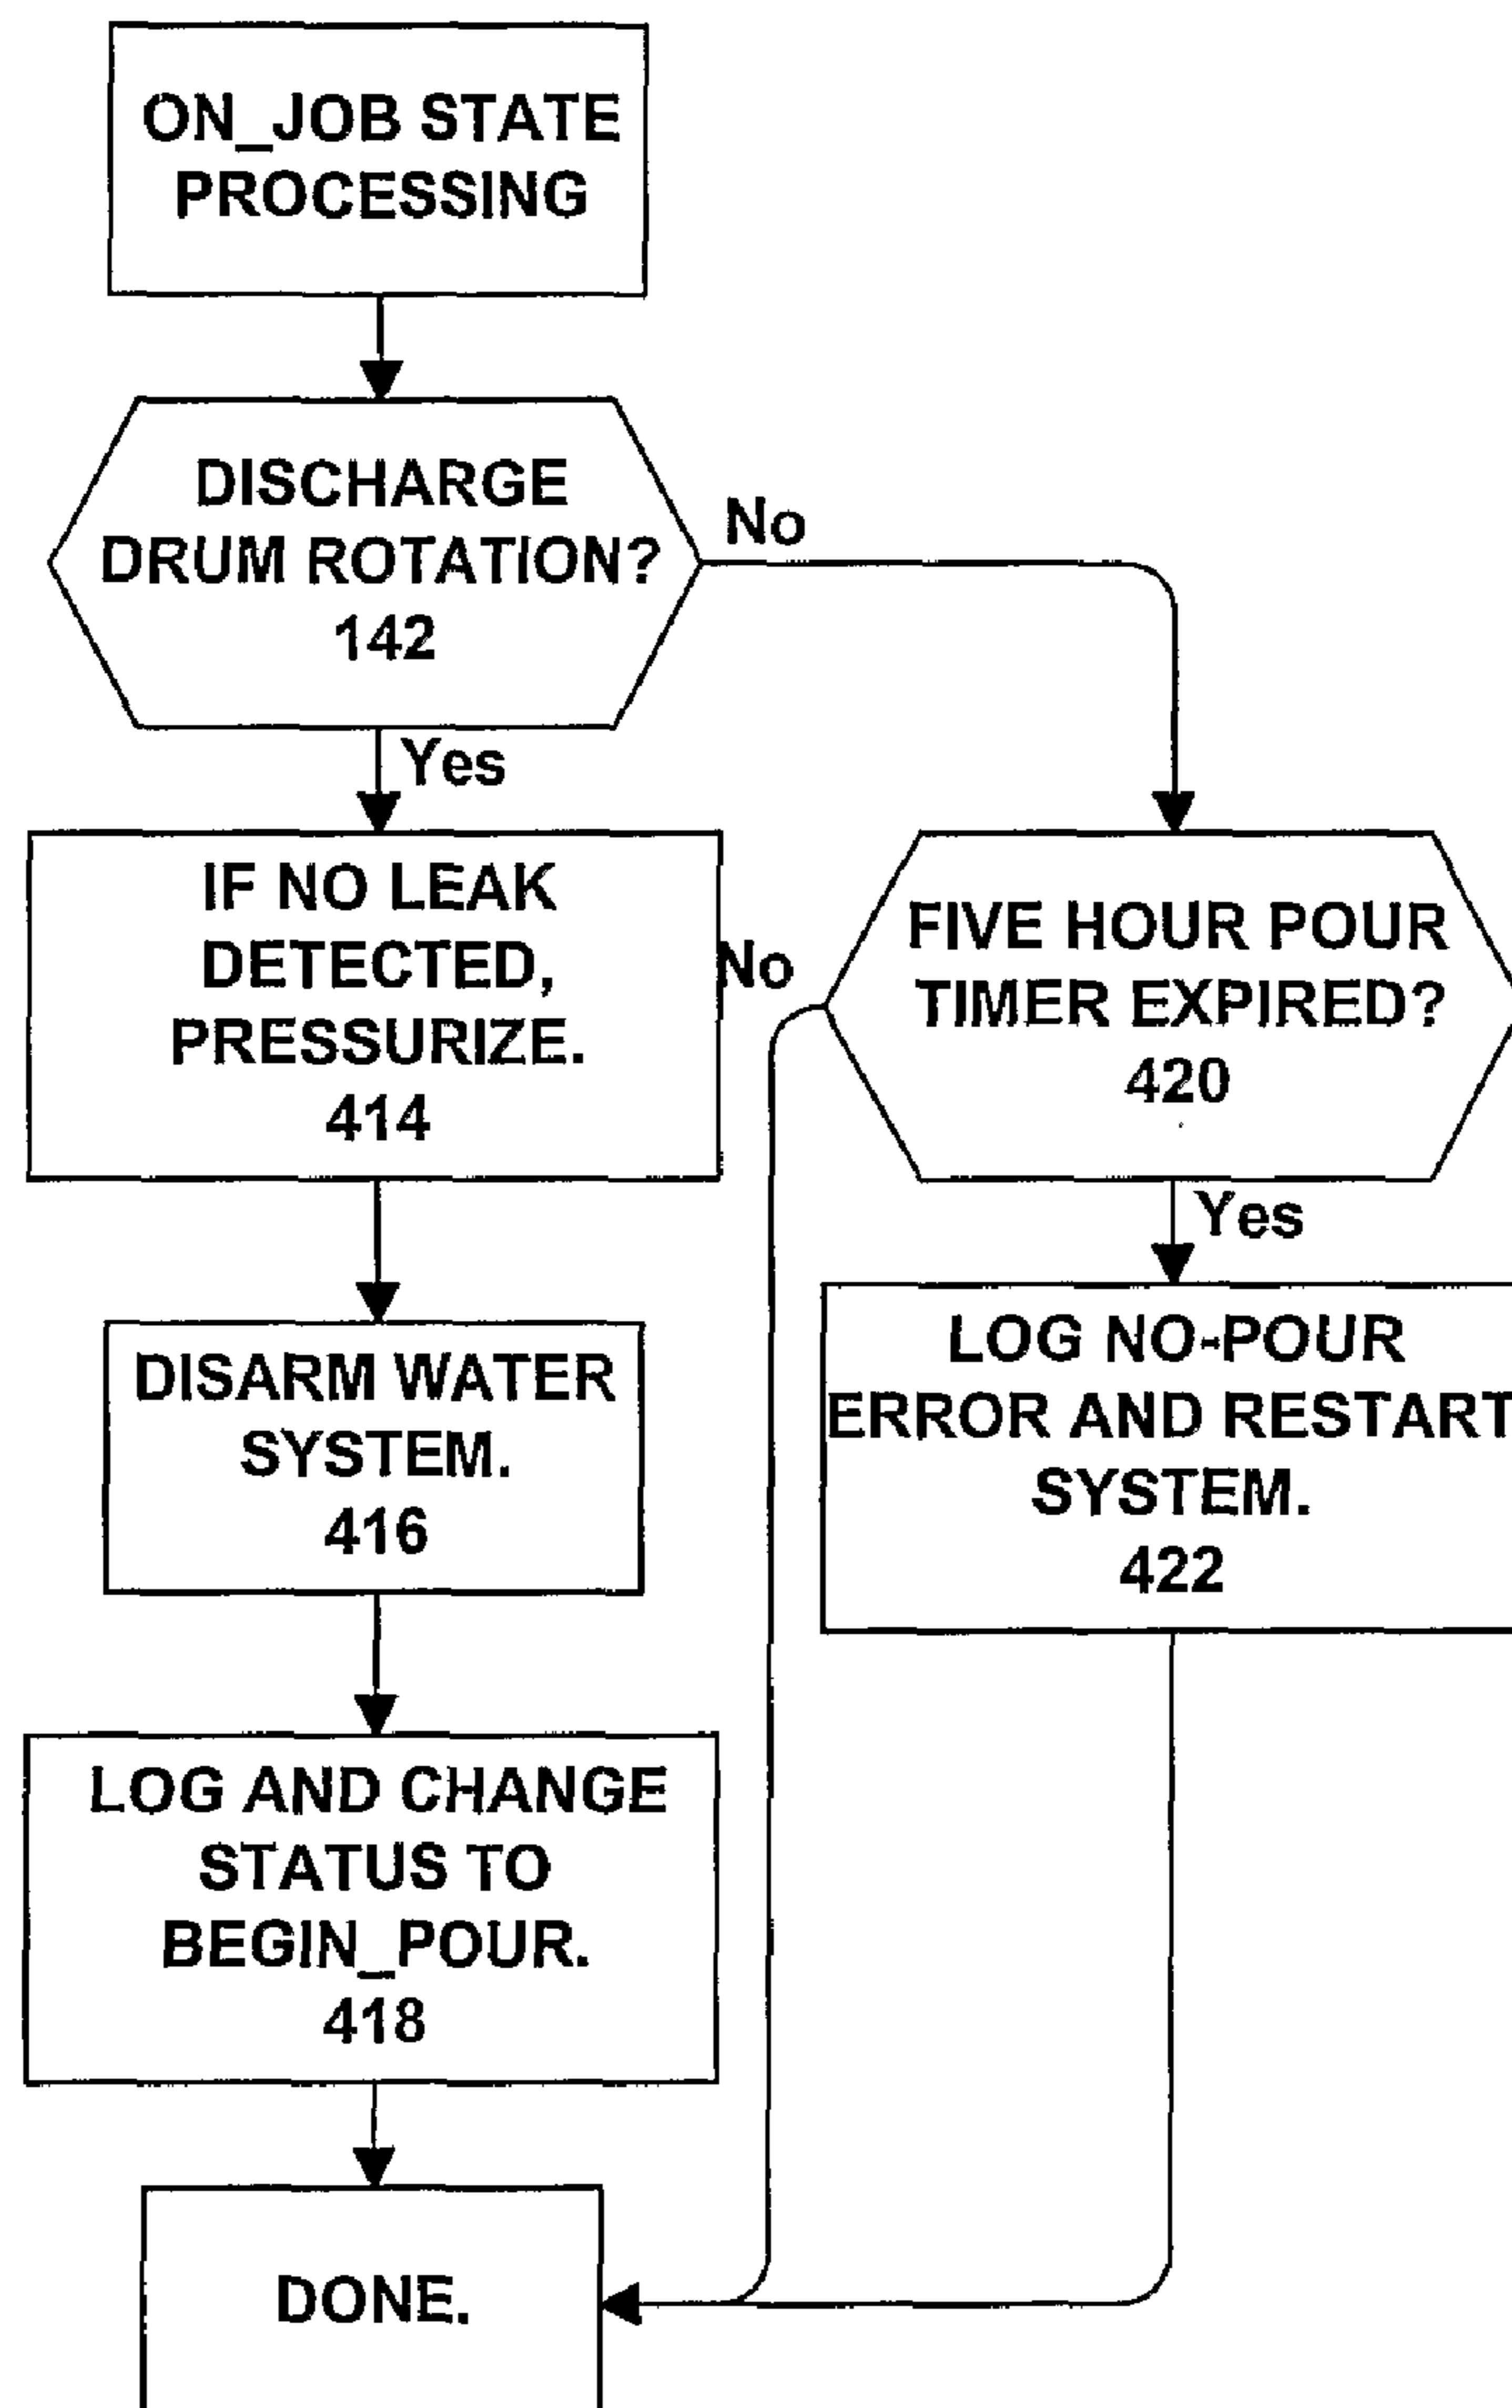 ON_JOB STATE
PROCESSING
DISCHARGE
DRUM ROTATION?
142
No
Yes
IF NO LEAK
DETECTED,
PRESSURIZE.
414
No
FIVE HOUR POUR
TIMER EXPIRED?
420
Yes
DISARM WATER
SYSTEM.
416
LOG NO-POUR
ERROR AND RESTART
SYSTEM.
422
LOG AND CHANGE
STATUS TO
BEGIN_POUR.
418
DONE.